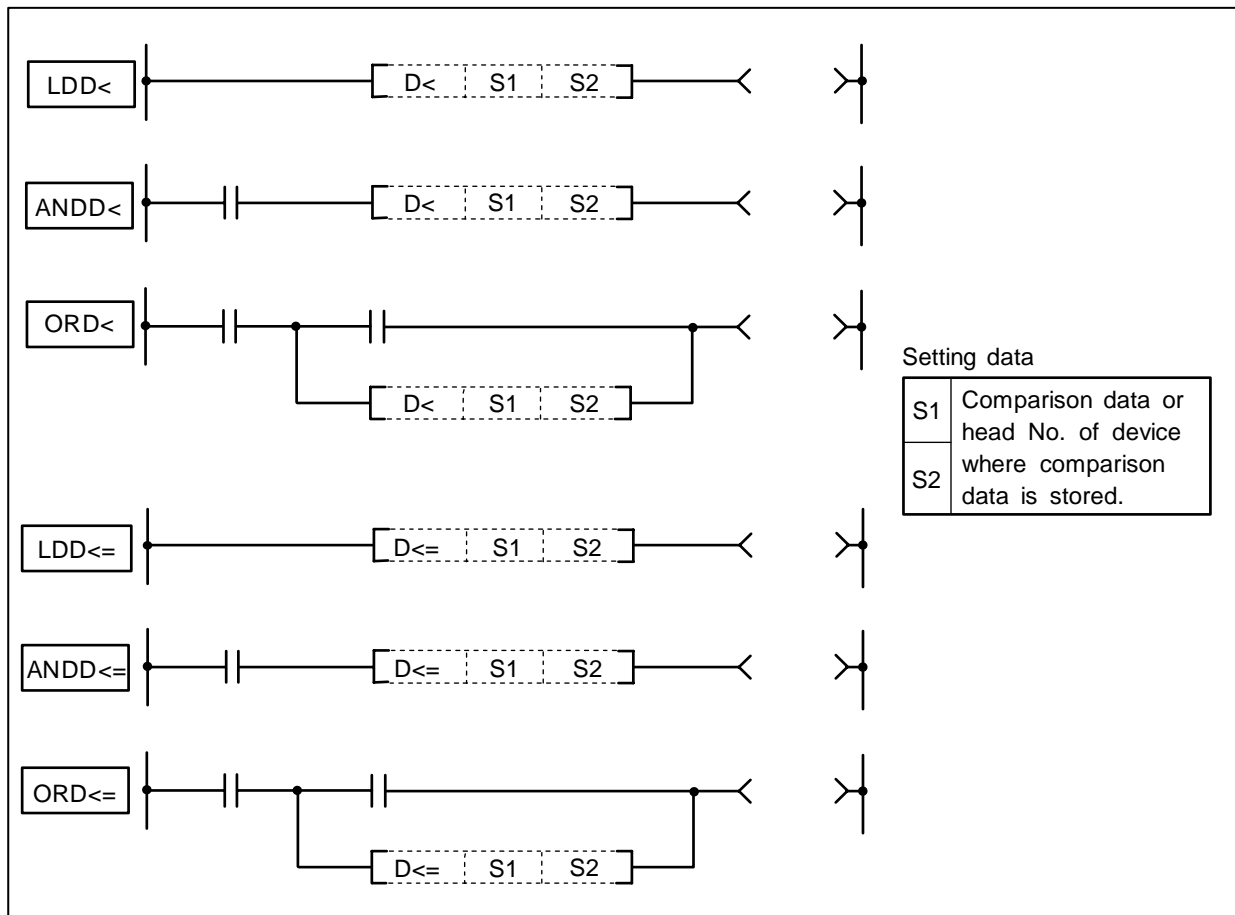 LDD< D< S1 S2
ANDD< D< S1 S2
ORD<
D< S1 S2
Setting data
S1 Comparison data or
head No. of device
S2 where comparison
data is stored.
LDD<= D<= S1 S2
ANDD<= D<= S1 S2
ORD<=
D<= S1 S2